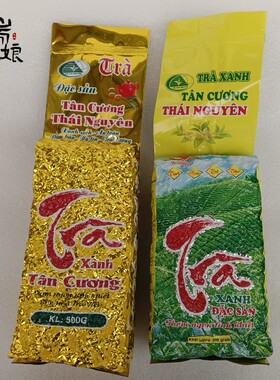 娘
Trà
Đặc sản
Tân Cương
Thái Nguyên
Trà
Xanh
Tân Cương
KL: 500G
TRÀ XANH
TÂN CƯƠNG
THÁI NGUYÊN
Trà
XANH
ĐẶC SẢN